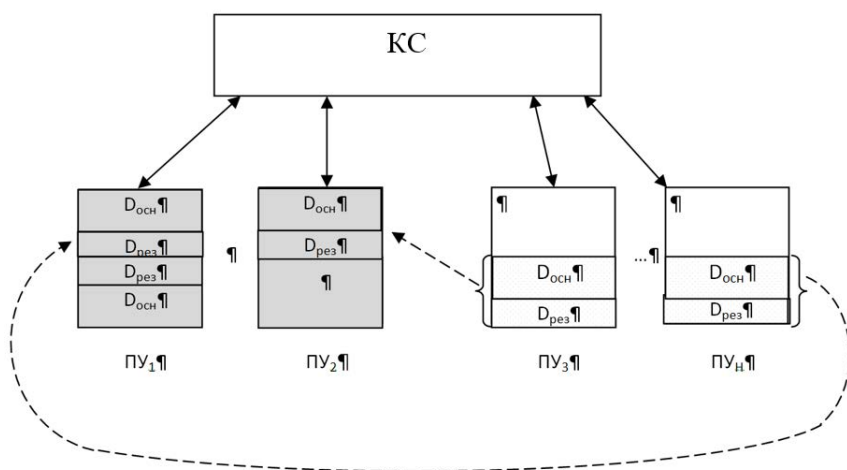 КС
Dосн¶
Dрез¶
Dрез¶
Dосн¶
¶
Dосн¶
Dрез¶
¶
¶
Dосн¶
Dрез¶
...¶
¶
Dосн¶
Dрез¶
ПУ1¶
ПУ2¶
ПУ3¶
ПУН¶